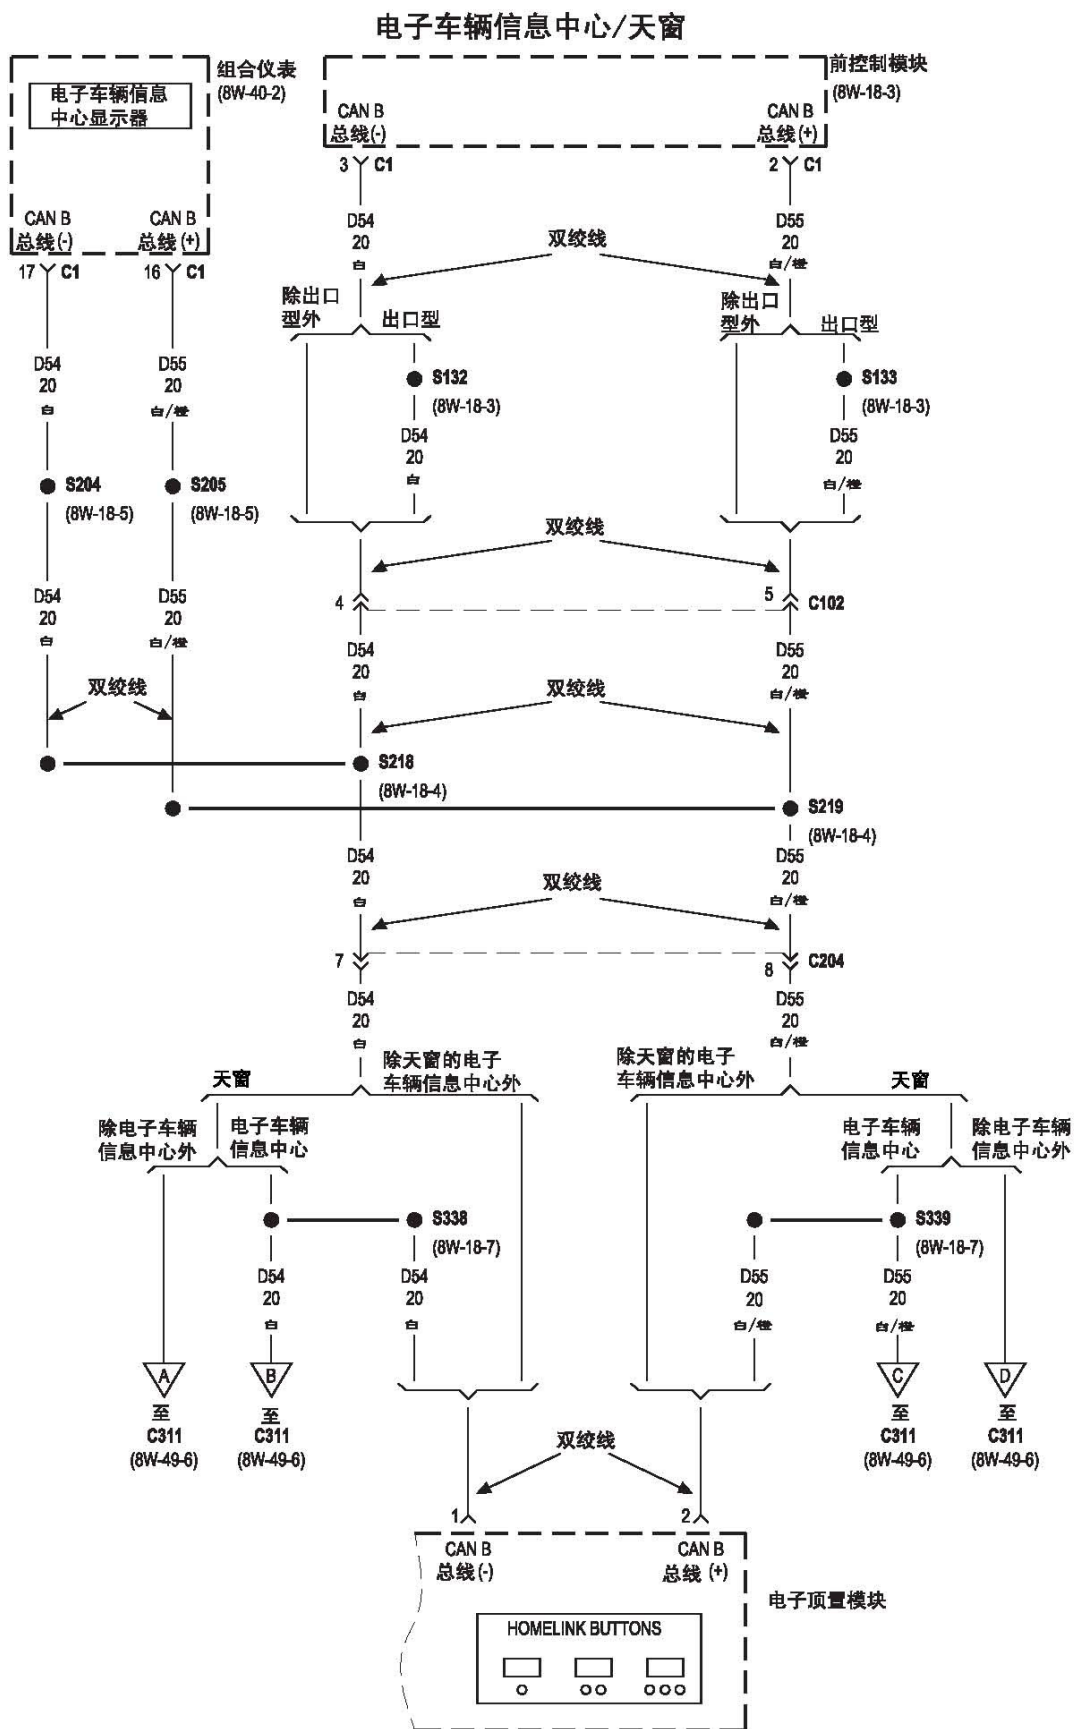 电子车辆信息中心/天窗
组合仪表
(8W-40-2)
电子车辆信息
中心显示器
CAN B
总线(-)
CAN B
总线(+)
17
C1
16
C1
前控制模块
(8W-18-3)
CAN B
总线(-)
CAN B
总线(+)
3
C1
2
C1
D54
20
白
双绞线
D55
20
白/橙
除出口
型外
出口型
除出口
型外
出口型
D54
20
白
D55
20
白/橙
S132
(8W-18-3)
S133
(8W-18-3)
D54
20
白
D55
20
白/橙
S204
(8W-18-5)
S205
(8W-18-5)
双绞线
D54
20
白
D55
20
白/橙
4
5
C102
D54
20
白
D55
20
白/橙
双绞线
双绞线
S218
(8W-18-4)
S219
(8W-18-4)
D54
20
白
D55
20
白/橙
双绞线
7
8
C204
D54
20
白
D55
20
白/橙
天窗
除天窗的电子
车辆信息中心外
除天窗的电子
车辆信息中心外
天窗
除电子车辆
信息中心外
电子车辆
信息中心
电子车辆
信息中心
除电子车辆
信息中心外
S338
(8W-18-7)
S339
(8W-18-7)
D54
20
白
D54
20
白
D55
20
白/橙
D55
20
白/橙
A
至
C311
(8W-49-6)
B
至
C311
(8W-49-6)
C
至
C311
(8W-49-6)
D
至
C311
(8W-49-6)
双绞线
1
2
CAN B
总线(-)
CAN B
总线(+)
电子顶置模块
HOMELINK BUTTONS